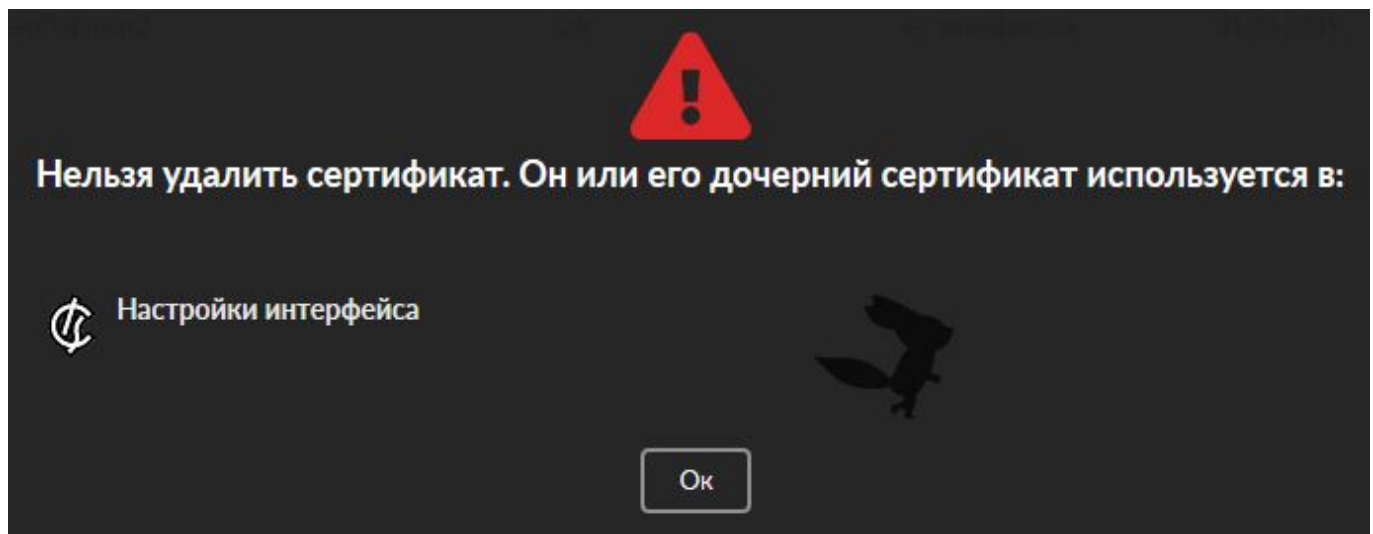 Нельзя удалить сертификат. Он или его дочерний сертификат используется в:
Настройки интерфейса
Ок